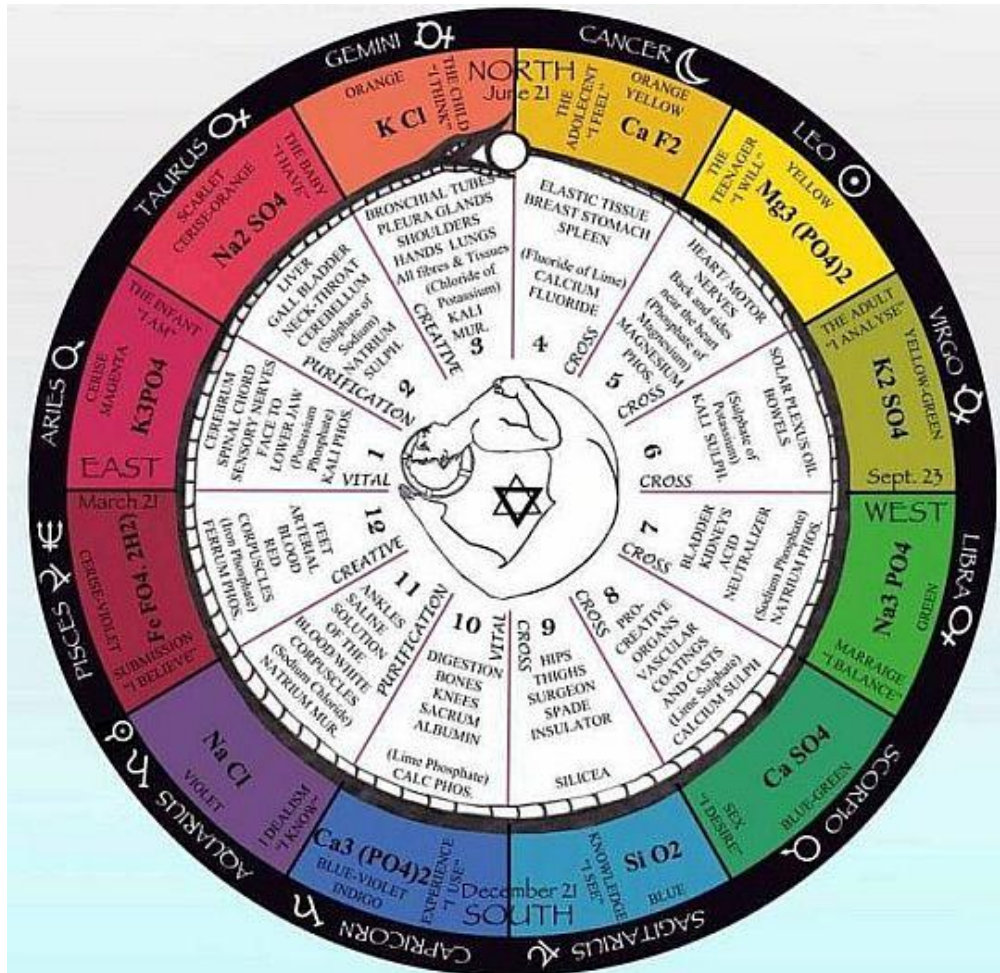 GEMINI
ORANGE
THE CHILD
"I THINK"
K Cl
NORTH
June 21
BRONCHIAL TUBES
PLEURA GLANDS
SHOULDERS
HANDS LUNGS
All fibres & Tissues
(Chloride of
Potassium)
KALI
MUR.
CREATIVE
3
CANCER
ORANGE
YELLOW
THE
ADOLECENT
"I FEEL"
Ca F2
ELASTIC TISSUE
BREAST STOMACH
SPLEEN
(Fluoride of Lime)
CALCIUM
FLUORIDE
CROSS
4
LEO
YELLOW
THE
TEENAGER
"I WILL"
Mg3 (PO4)2
HEART/MOTOR
NERVES
Back and sides
near the heart
(Phosphate of
Magnesium)
MAGNESIUM
PHOS.
CROSS
5
VIRGO
THE ADULT
"I ANALYSE"
YELLOW-GREEN
K2 SO4
Sept. 23
SOLAR PLEXUS OIL
BOWELS
(Sulphate of
Potassium)
KALI SULPH.
CROSS
6
LIBRA
WEST
GREEN
Na3 PO4
MARRAIGE
"I BALANCE"
BLADDER
KIDNEYS
ACID
NEUTRALIZER
(Sodium Phosphate)
NATRIUM PHOS.
CROSS
7
SCORPIO
BLUE-GREEN
Ca SO4
SEX
"I DESIRE"
PRO-
CREATIVE
ORGANS
VASCULAR
COATINGS
AND CASTS
(Lime Sulphate)
CALCIUM SULPH
CROSS
8
SAGITARIUS
BLUE
Si O2
KNOWLEDGE
"I SEE"
HIPS
THIGHS
SURGEON
SPADE
INSULATOR
SILICEA
CROSS
9
CAPRICORN
December 21
SOUTH
EXPERIENCE
"I USE"
Ca3 (PO4)2
BLUE-VIOLET
INDIGO
DIGESTION
BONES
KNEES
SACRUM
ALBUMIN
(Lime Phosphate)
CALC PHOS.
VITAL
10
AQUARIUS
VIOLET
Na Cl
I DEALISM
"I KNOW"
ANKLES
SALINE
SOLUTION
OF THE
BLOOD/WHITE
CORPUSCLES
(Sodium Chloride)
NATRIUM MUR
PURIFICATION
11
PISCES
March 21
CERISE-VIOLET
Fe FO4. 2H2)
SUBMISSION
"I BELIEVE"
FEET
ARTERIAL
BLOOD
RED
CORPUSCLES
(Iron Phosphate)
FERRUM PHOS.
CREATIVE
12
ARIES
EAST
THE INFANT
"I AM"
CERISE
MAGENTA
K3PO4
CEREBRUM
SPINAL CHORD
SENSORY NERVES
FACE TO
LOWER JAW
(Potassium
Phosphate)
KALI PHOS.
VITAL
1
TAURUS
SCARLET
CERISE-ORANGE
THE BABY
"I HAVE"
Na2 SO4
LIVER
GALL BLADDER
NECK-THROAT
CEREBELLUM
(Sulphate of
Sodium)
NATRIUM
SULPH.
PURIFICATION
2